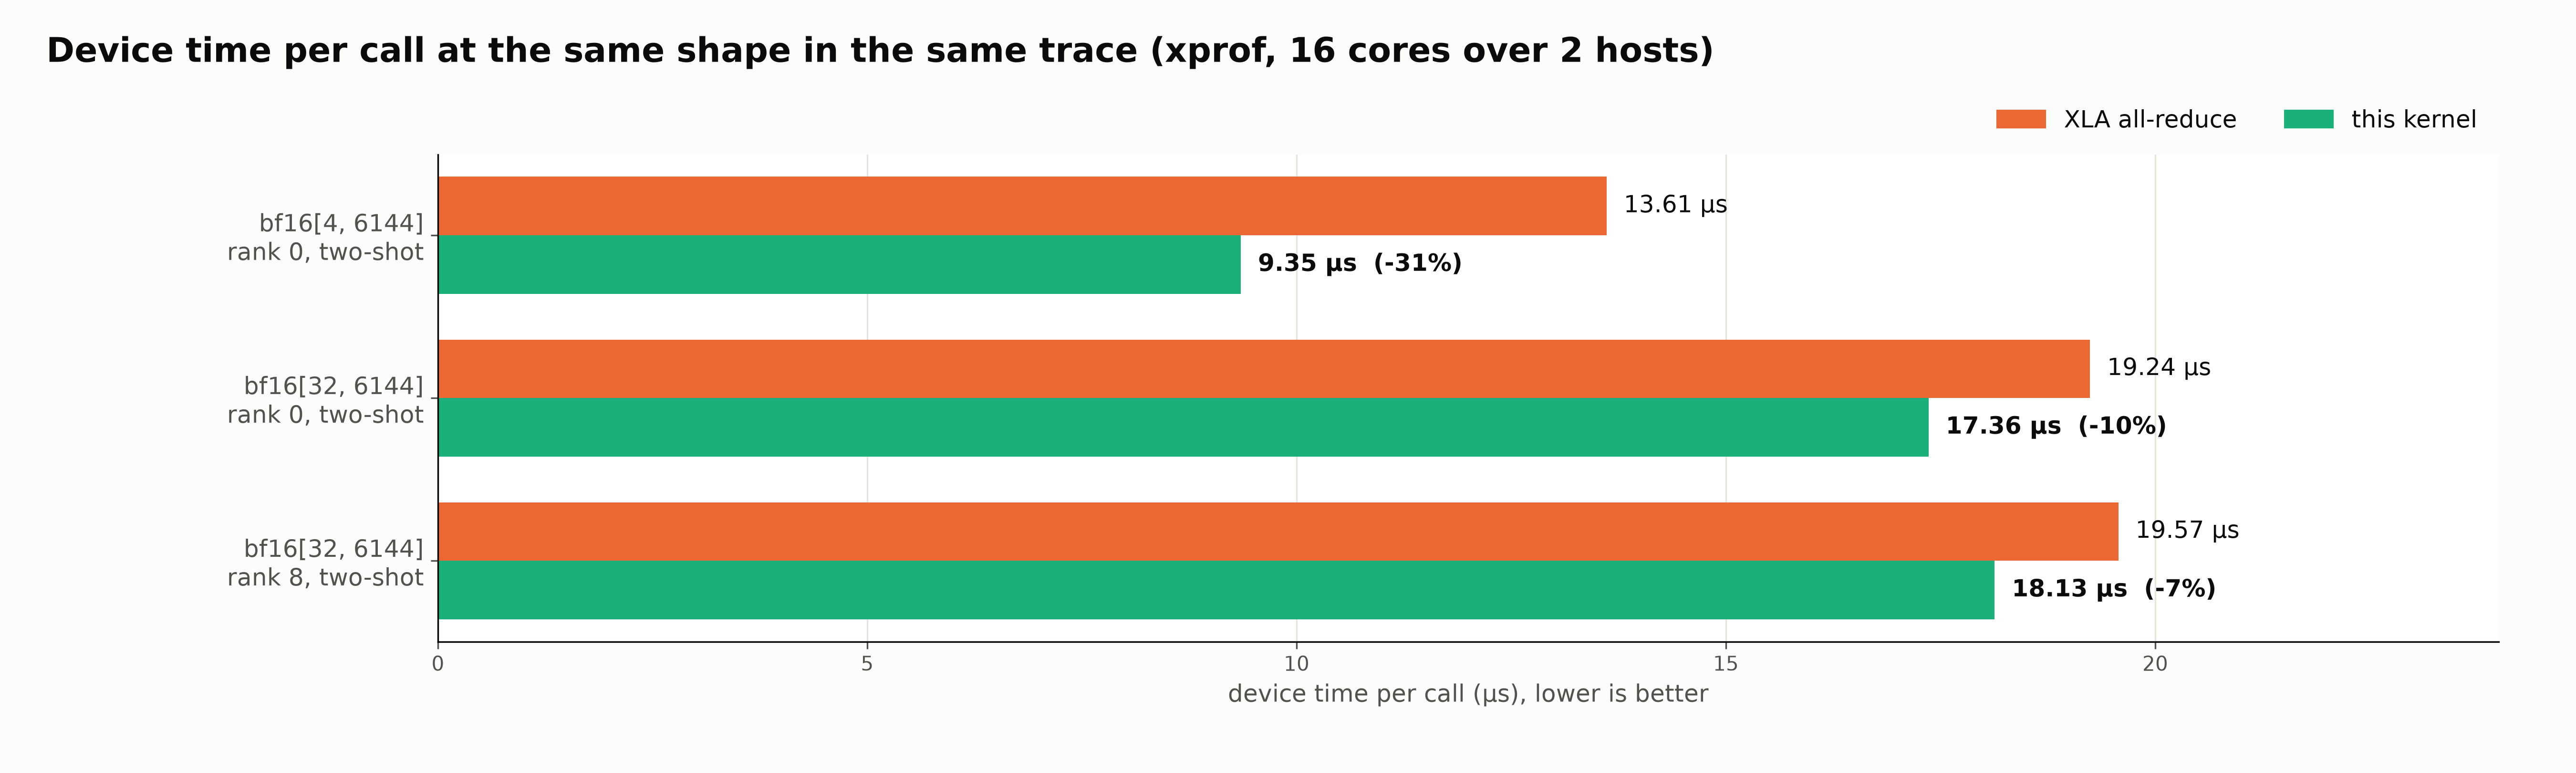 Device time per call at the same shape in the same trace (xprof, 16 cores over 2 hosts)
XLA all-reduce
this kernel
bf16[4, 6144]
rank 0, two-shot
13.61 µs
9.35 µs (-31%)
bf16[32, 6144]
rank 0, two-shot
19.24 µs
17.36 µs (-10%)
bf16[32, 6144]
rank 8, two-shot
19.57 µs
18.13 µs (-7%)
0
5
10
15
20
device time per call (µs), lower is better